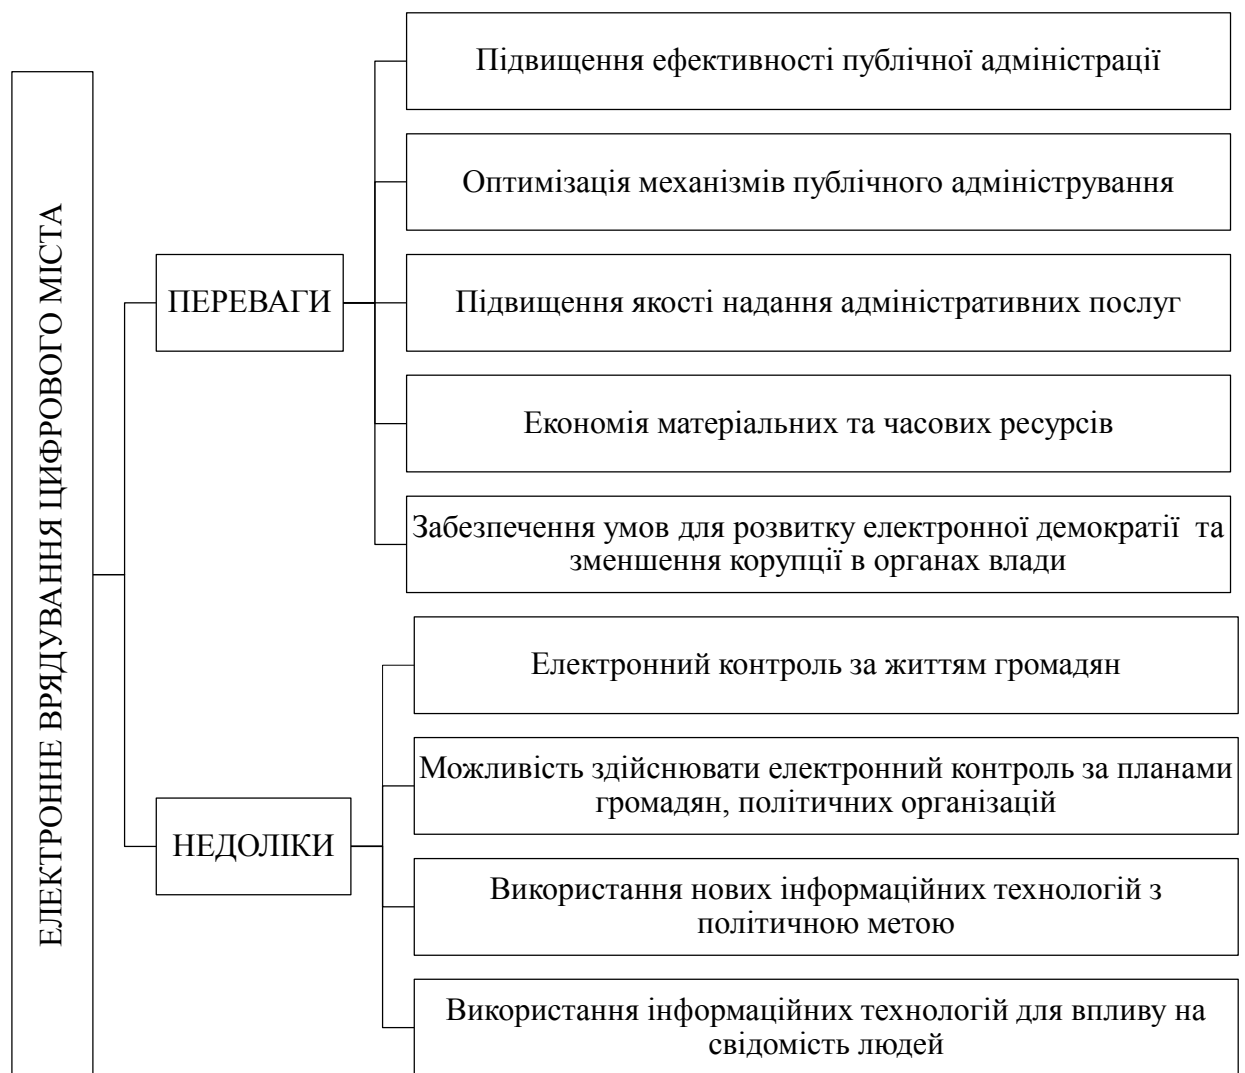 ЕЛЕКТРОННЕ ВРЯДУВАННЯ ЦИФРОВОГО МІСТА
ПЕРЕВАГИ
Підвищення ефективності публічної адміністрації
Оптимізація механізмів публічного адміністрування
Підвищення якості надання адміністративних послуг
Економія матеріальних та часових ресурсів
Забезпечення умов для розвитку електронної демократії та
зменшення корупції в органах влади
НЕДОЛІКИ
Електронний контроль за життям громадян
Можливість здійснювати електронний контроль за планами
громадян, політичних організацій
Використання нових інформаційних технологій з
політичною метою
Використання інформаційних технологій для впливу на
свідомість людей